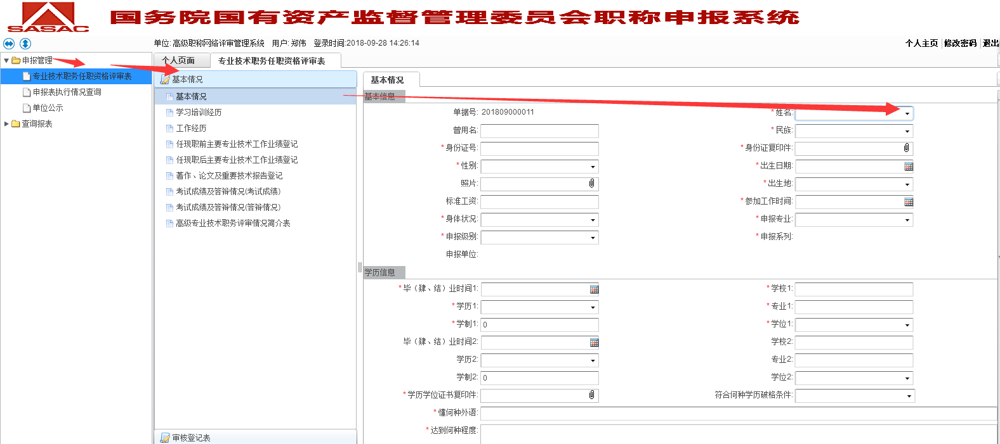 SASAC
国务院国有资产监督管理委员会职称申报系统
单位: 高级职称网络评审管理系统 用户: 郑伟 登录时间:2018-09-28 14:26:14
个人主页 修改密码 退出
申报管理
专业技术职务任职资格评审表
申报表执行情况查询
单位公示
查询报表
个人页面 专业技术职务任职资格评审表
基本情况
基本情况
学习培训经历
工作经历
任现职前主要专业技术工作业绩登记
任现职后主要专业技术工作业绩登记
著作、论文及重要技术报告登记
考试成绩及答辩情况(考试成绩)
考试成绩及答辩情况(答辩情况)
高级专业技术职务评审情况简介表
审核登记表
基本情况
基本信息
单据号: 201809000011 * 姓名:
曾用名: * 民族:
* 身份证号: * 身份证复印件:
* 性别: * 出生日期:
照片: * 出生地:
标准工资: * 参加工作时间:
* 身体状况: * 申报专业:
* 申报级别: * 申报系列:
申报单位:
学历信息
* 毕（肄、结）业时间1: * 学校1:
* 学历1: * 专业1:
* 学制1: 0 * 学位1:
毕（肄、结）业时间2: 学校2:
学历2: 专业2:
学制2: 0 学位2:
* 学历学位证书复印件: 符合何种学历破格条件:
* 懂何种外语:
* 达到何种程度: